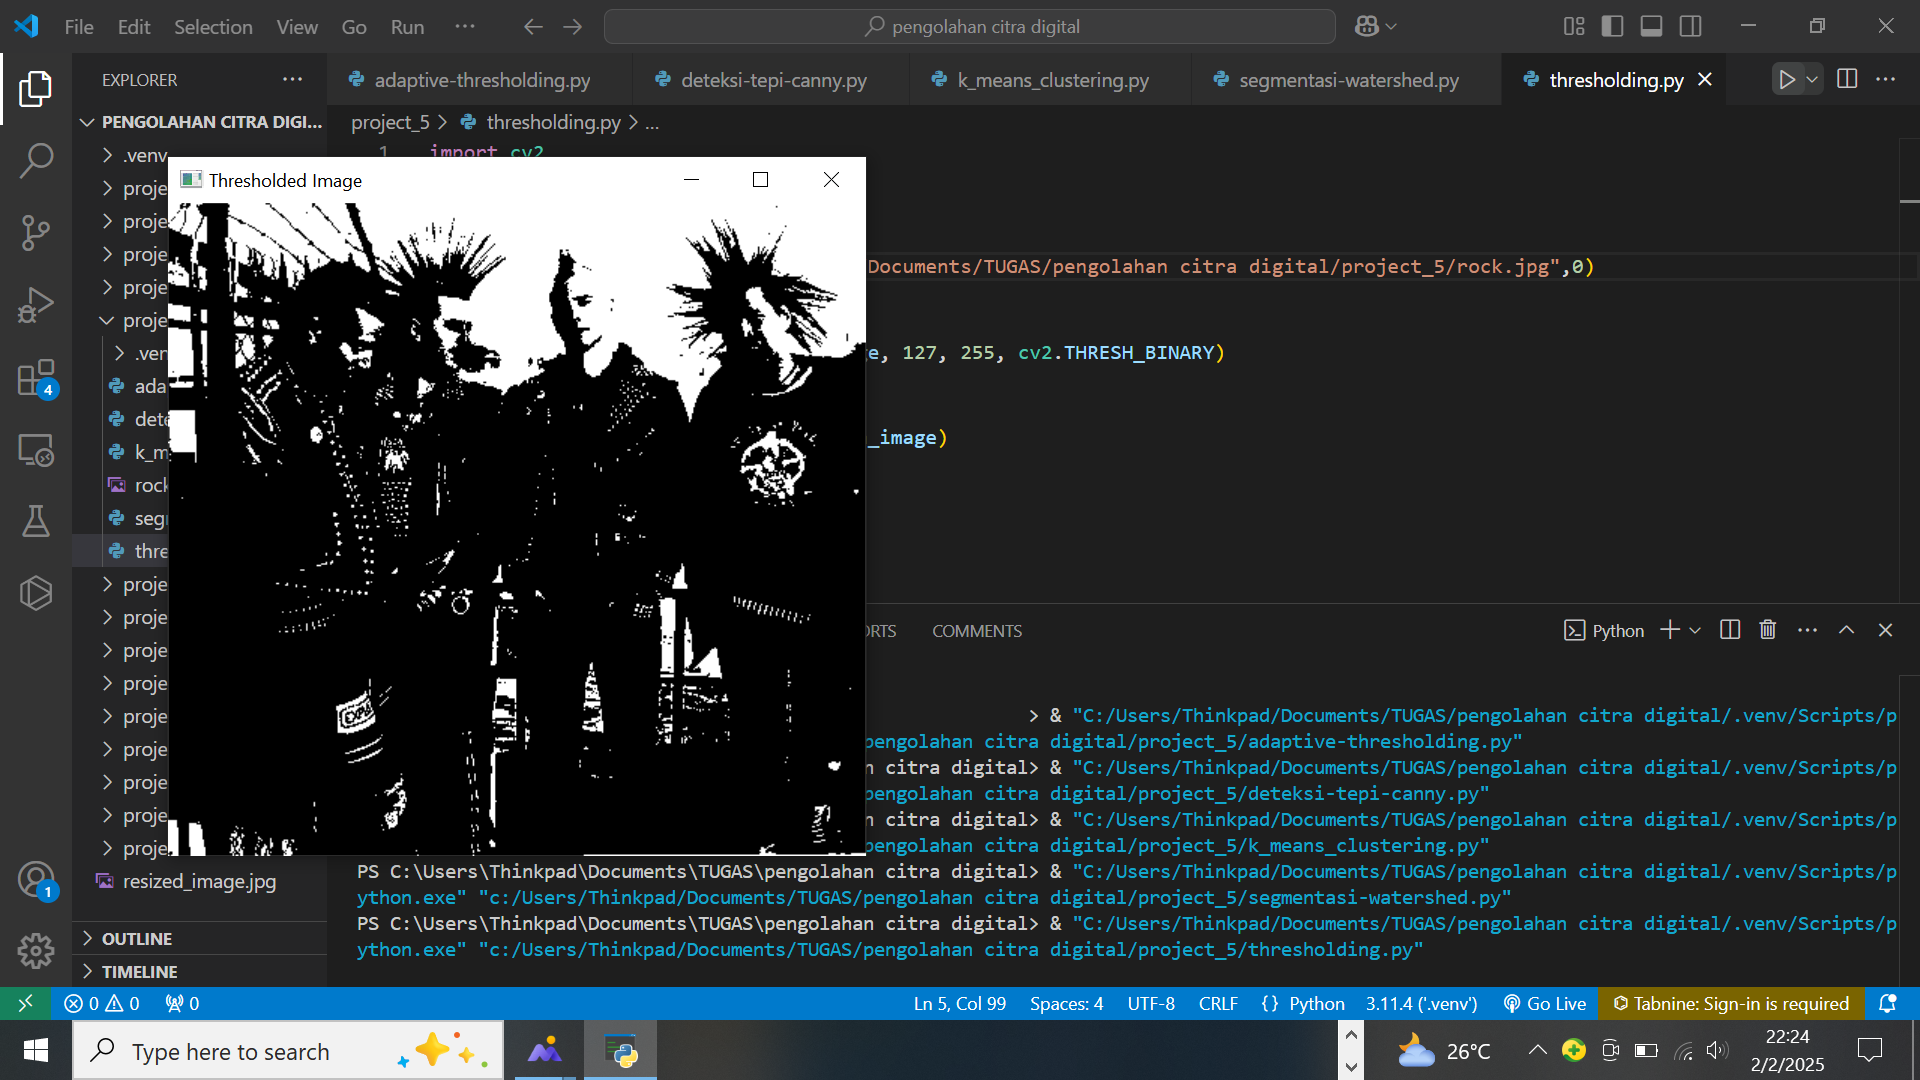 File Edit Selection View Go Run ...
pengolahan citra digital
EXPLORER
adaptive-thresholding.py
deteksi-tepi-canny.py
k_means_clustering.py
segmentasi-watershed.py
thresholding.py
PENGOLAHAN CITRA DIGI...
project_5 > thresholding.py > ...
1 import cv2
.venv
proje
proje
proje
proje
proje
proje
.ven
ada
dete
k_m
rock
seg
thre
proje
proje
proje
proje
proje
proje
proje
proje
proje
resized_image.jpg
OUTLINE
TIMELINE
Thresholded Image
Documents/TUGAS/pengolahan citra digital/project_5/rock.jpg",0)
e, 127, 255, cv2.THRESH_BINARY)
_image)
ORTS
COMMENTS
Python
> & "C:/Users/Thinkpad/Documents/TUGAS/pengolahan citra digital/.venv/Scripts/p
pengolahan citra digital/project_5/adaptive-thresholding.py"
n citra digital> & "C:/Users/Thinkpad/Documents/TUGAS/pengolahan citra digital/.venv/Scripts/p
pengolahan citra digital/project_5/deteksi-tepi-canny.py"
n citra digital> & "C:/Users/Thinkpad/Documents/TUGAS/pengolahan citra digital/.venv/Scripts/p
pengolahan citra digital/project_5/k_means_clustering.py"
PS C:\Users\Thinkpad\Documents\TUGAS\pengolahan citra digital> & "C:/Users/Thinkpad/Documents/TUGAS/pengolahan citra digital/.venv/Scripts/p
ython.exe" "c:/Users/Thinkpad/Documents/TUGAS/pengolahan citra digital/project_5/segmentasi-watershed.py"
PS C:\Users\Thinkpad\Documents\TUGAS\pengolahan citra digital> & "C:/Users/Thinkpad/Documents/TUGAS/pengolahan citra digital/.venv/Scripts/p
ython.exe" "c:/Users/Thinkpad/Documents/TUGAS/pengolahan citra digital/project_5/thresholding.py"
4
1
0 0 0
Ln 5, Col 99 Spaces: 4 UTF-8 CRLF {} Python 3.11.4 ('.venv') Go Live Tabnine: Sign-in is required
Type here to search
26°C
22:24
2/2/2025